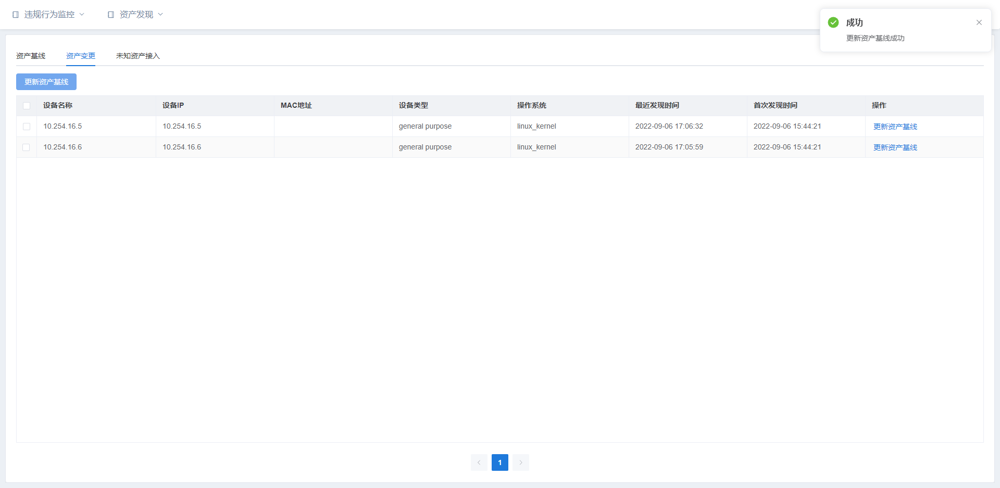 违规行为监控 资产发现
成功
更新资产基线成功
资产基线 资产变更 未知资产接入
更新资产基线
设备名称 设备IP MAC地址 设备类型 操作系统 最近发现时间 首次发现时间 操作
10.254.16.5 10.254.16.5 general purpose linux_kernel 2022-09-06 17:06:32 2022-09-06 15:44:21 更新资产基线
10.254.16.6 10.254.16.6 general purpose linux_kernel 2022-09-06 17:05:59 2022-09-06 15:44:21 更新资产基线
1